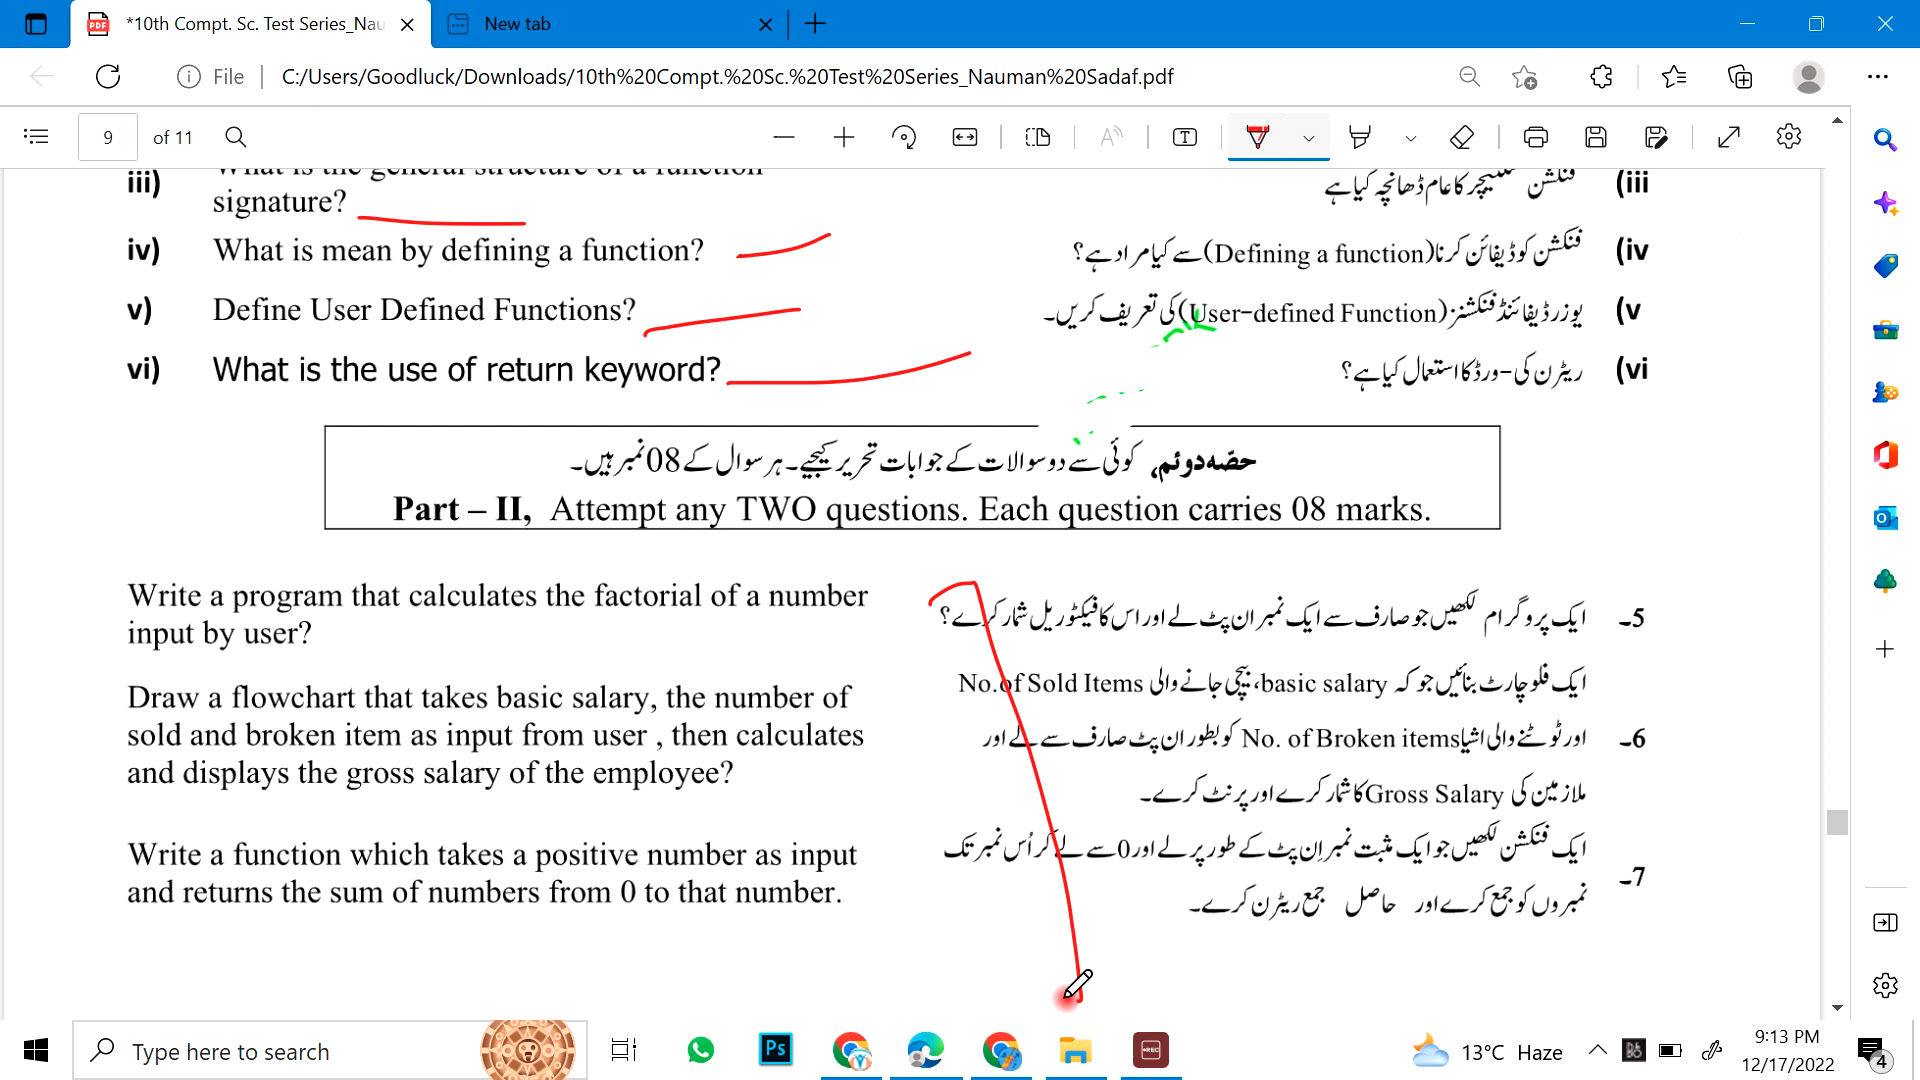 *10th Compt. Sc. Test Series_Nau
New tab
File
C:/Users/Goodluck/Downloads/10th%20Compt.%20Sc.%20Test%20Series_Nauman%20Sadaf.pdf
9 of 11
iii) What is the general structure of a function
signature?
فنکشن سگنیچر کا عام ڈھانچہ کیا ہے (iii
iv) What is mean by defining a function?
فنکشن کو ڈیفائن کرنا(Defining a function) سے کیا مراد ہے؟ (iv
v) Define User Defined Functions?
یوزر ڈیفائنڈ فنکشنز (User-defined Function) کی تعریف کریں۔ (v
vi) What is the use of return keyword?
ریٹرن کی-ورڈ کا استعمال کیا ہے؟ (vi
حصّہ دوئم، کوئی سے دو سوالات کے جوابات تحریر کیجیے۔ ہر سوال کے 08 نمبر ہیں۔
Part – II, Attempt any TWO questions. Each question carries 08 marks.
Write a program that calculates the factorial of a number
input by user?
5۔ ایک پروگرام لکھیں جو صارف سے ایک نمبر ان پٹ لے اور اس کا فیکٹوریل شمار کرے؟
Draw a flowchart that takes basic salary, the number of
sold and broken item as input from user , then calculates
and displays the gross salary of the employee?
ایک فلو چارٹ بنائیں جو کہ basic salary، بیچی جانے والی No.of Sold Items
6۔ اور ٹوٹنے والی اشیا No. of Broken items کو بطور ان پٹ صارف سے لے اور
ملازمین کی Gross Salary کا شمار کرے اور پرنٹ کرے۔
Write a function which takes a positive number as input
and returns the sum of numbers from 0 to that number.
ایک فنکشن لکھیں جو ایک مثبت نمبر اِن پٹ کے طور پر لے اور 0 سے لے کر اُس نمبر تک
7۔ نمبروں کو جمع کرے اور حاصل جمع ریٹرن کرے۔
Type here to search
Ps
REC
13°C Haze
9:13 PM
12/17/2022
4